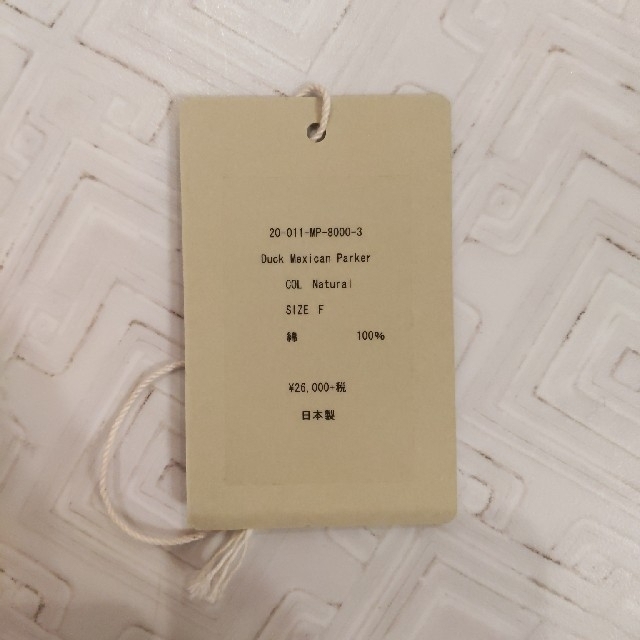 20-011-MP-8000-3
Duck Mexican Parker
COL Natural
SIZE F
綿 100%
¥26,000+税
日本製